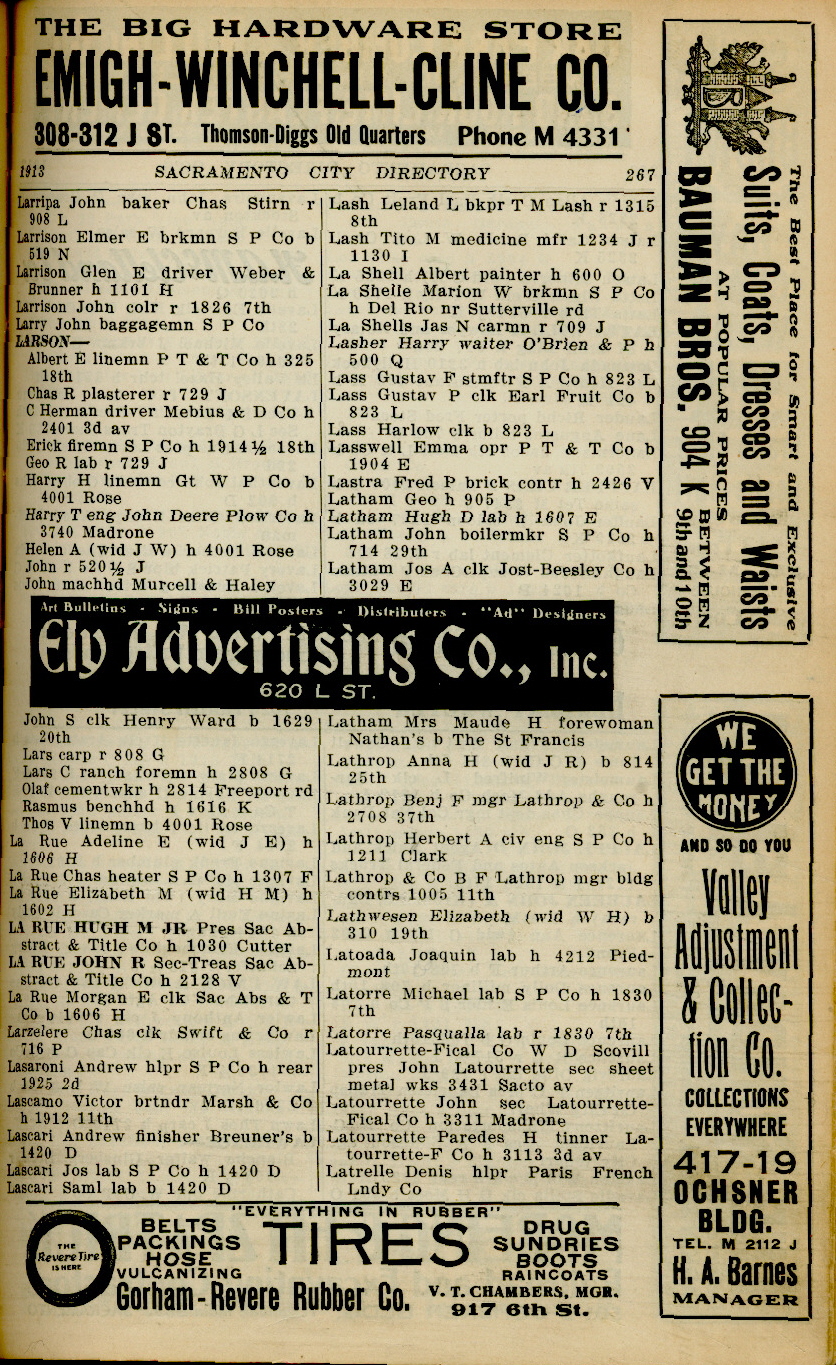 THE BIG HARDWARE STORE
EMIGH-WINCHELL-CLINE CO.
308-312 J ST. Thomson-Diggs Old Quarters Phone M 4331
1913 SACRAMENTO CITY DIRECTORY 267
Larripa John baker Chas Stirn r
908 L
Larrison Elmer E brkmn S P Co b
519 N
Larrison Glen E driver Weber &
Brunner h 1101 H
Larrison John colr r 1826 7th
Larry John baggagemn S P Co
LARSON—
Albert E linemn P T & T Co h 325
18th
Chas R plasterer r 729 J
C Herman driver Mebius & D Co h
2401 3d av
Erick firemn S P Co h 1914½ 18th
Geo R lab r 729 J
Harry H linemn Gt W P Co b
4001 Rose
Harry T eng John Deere Plow Co h
3740 Madrone
Helen A (wid J W) h 4001 Rose
John r 520½ J
John machhd Murcell & Haley
Lash Leland L bkpr T M Lash r 1315
8th
Lash Tito M medicine mfr 1234 J r
1130 I
La Shell Albert painter h 600 O
La Shelle Marion W brkmn S P Co
h Del Rio nr Sutterville rd
La Shells Jas N carmn r 709 J
Lasher Harry waiter O'Brien & P h
500 Q
Lass Gustav F stmftr S P Co h 823 L
Lass Gustav P clk Earl Fruit Co b
823 L
Lass Harlow clk b 823 L
Lasswell Emma opr P T & T Co b
1904 E
Lastra Fred P brick contr h 2426 V
Latham Geo h 905 P
Latham Hugh D lab h 1607 E
Latham John boilermkr S P Co h
714 29th
Latham Jos A clk Jost-Beesley Co h
3029 E
Art Bulletins - Signs - Bill Posters - Distributers - "Ad" Designers
Ely Advertising Co., Inc.
620 L ST.
John S clk Henry Ward b 1629
20th
Lars carp r 808 G
Lars C ranch foremn h 2808 G
Olaf cementwkr h 2814 Freeport rd
Rasmus benchhd h 1616 K
Thos V linemn b 4001 Rose
La Rue Adeline E (wid J E) h
1606 H
La Rue Chas heater S P Co h 1307 F
La Rue Elizabeth M (wid H M) h
1602 H
LA RUE HUGH M JR Pres Sac Ab-
stract & Title Co h 1030 Cutter
LA RUE JOHN R Sec-Treas Sac Ab-
stract & Title Co h 2128 V
La Rue Morgan E clk Sac Abs & T
Co b 1606 H
Larzelere Chas clk Swift & Co r
716 P
Lasaroni Andrew hlpr S P Co h rear
1925 2d
Lascamo Victor brtndr Marsh & Co
h 1912 11th
Lascari Andrew finisher Breuner's b
1420 D
Lascari Jos lab S P Co h 1420 D
Lascari Saml lab b 1420 D
Latham Mrs Maude H forewoman
Nathan's b The St Francis
Lathrop Anna H (wid J R) b 814
25th
Lathrop Benj F mgr Lathrop & Co h
2708 37th
Lathrop Herbert A civ eng S P Co h
1211 Clark
Lathrop & Co B F Lathrop mgr bldg
contrs 1005 11th
Lathwesen Elizabeth (wid W H) b
310 19th
Latoada Joaquin lab h 4212 Pied-
mont
Latorre Michael lab S P Co h 1830
7th
Latorre Pasqualla lab r 1830 7th
Latourrette-Fical Co W D Scovill
pres John Latourrette sec sheet
metal wks 3431 Sacto av
Latourrette John sec Latourrette-
Fical Co h 3311 Madrone
Latourrette Paredes H tinner La-
tourrette-F Co h 3113 3d av
Latrelle Denis hlpr Paris French
Lndy Co
The Best Place for Smart and Exclusive
Suits, Coats, Dresses and Waists
AT POPULAR PRICES
BAUMAN BROS. 904 K BETWEEN
9th and 10th
B
WE
GET THE
MONEY
AND SO DO YOU
Valley
Adjustment
& Collec-
tion Co.
COLLECTIONS
EVERYWHERE
417-19
OCHSNER
BLDG.
TEL. M 2112 J
H. A. Barnes
MANAGER
"EVERYTHING IN RUBBER"
THE
Revere Tire
IS HERE
BELTS
PACKINGS
HOSE
VULCANIZING
TIRES
DRUG
SUNDRIES
BOOTS
RAINCOATS
Gorham-Revere Rubber Co.
V. T. CHAMBERS, MGR.
917 6th St.